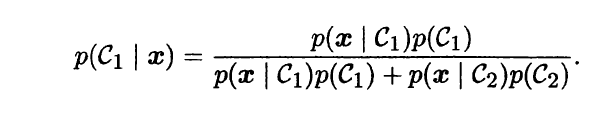 p(𝒞₁ | 𝒙) = p(𝒙 | 𝒞₁)p(𝒞₁) / p(𝒙 | 𝒞₁)p(𝒞₁) + p(𝒙 | 𝒞₂)p(𝒞₂).